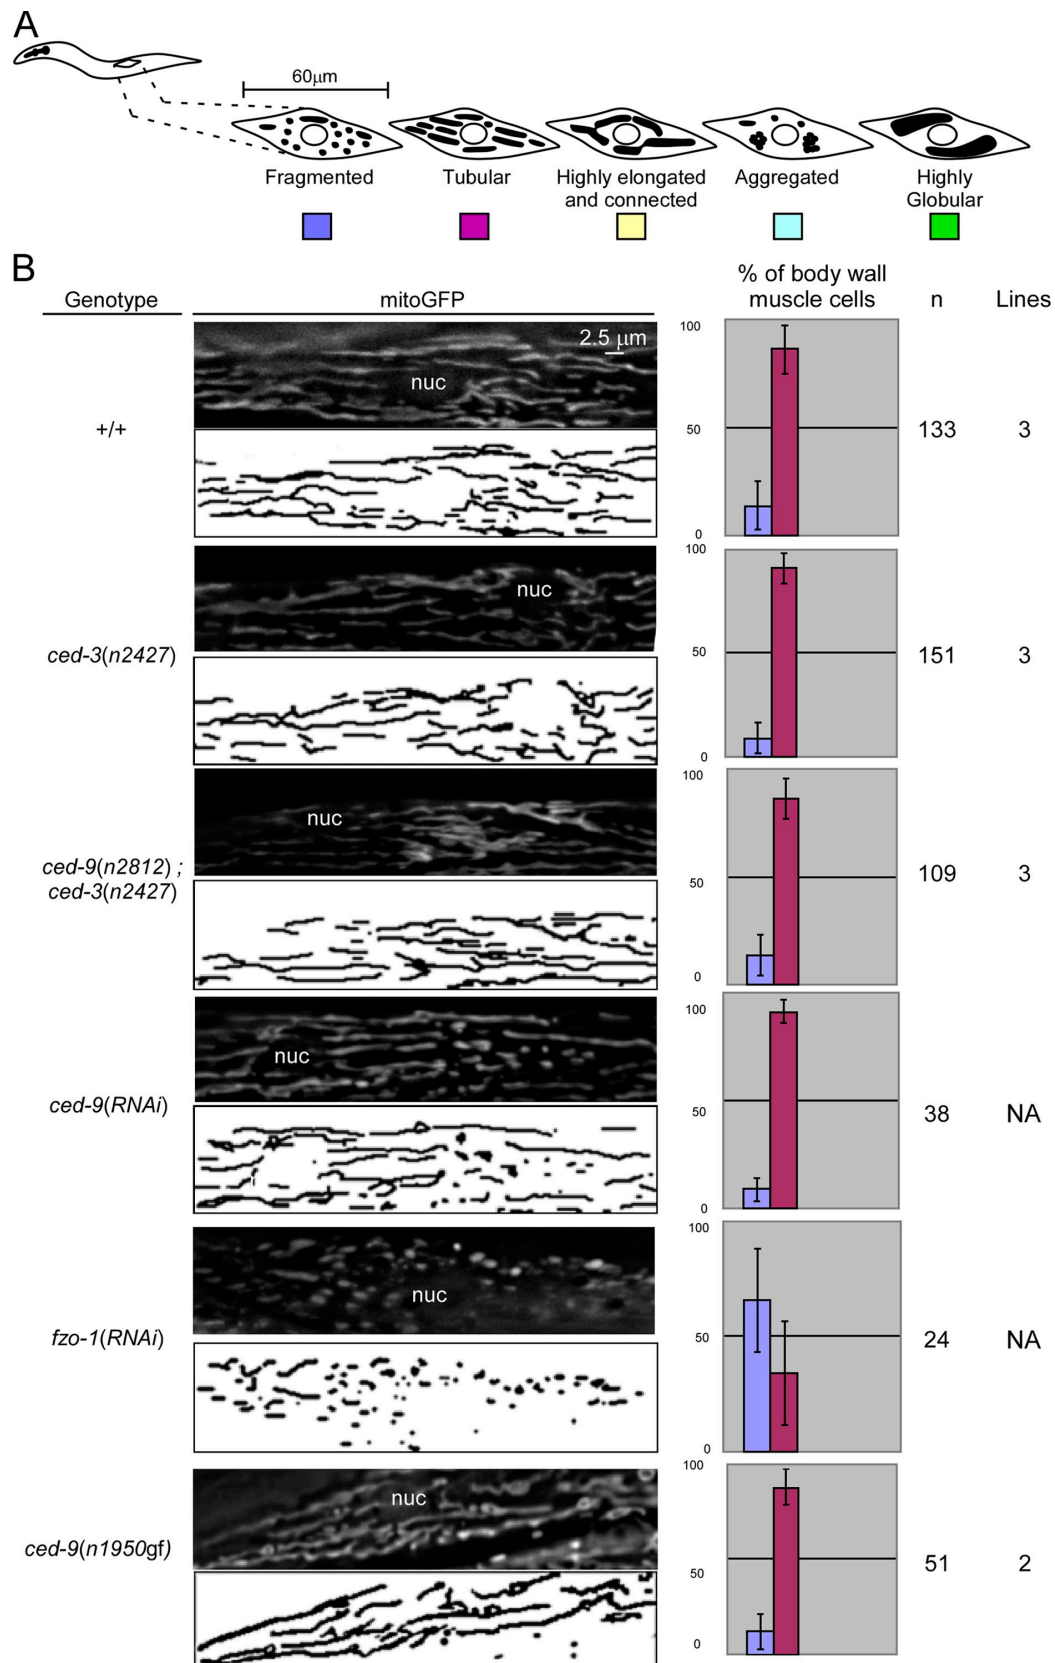 A
60μm
Fragmented
Tubular
Highly elongated
and connected
Aggregated
Highly
Globular
B
Genotype
mitoGFP
% of body wall
muscle cells
n
Lines
2.5 μm
nuc
+/+
100
50
0
133
3
nuc
ced-3(n2427)
100
50
0
151
3
nuc
ced-9(n2812) ;
ced-3(n2427)
100
50
0
109
3
nuc
ced-9(RNAi)
100
50
0
38
NA
nuc
fzo-1(RNAi)
100
50
0
24
NA
nuc
ced-9(n1950gf)
100
50
0
51
2